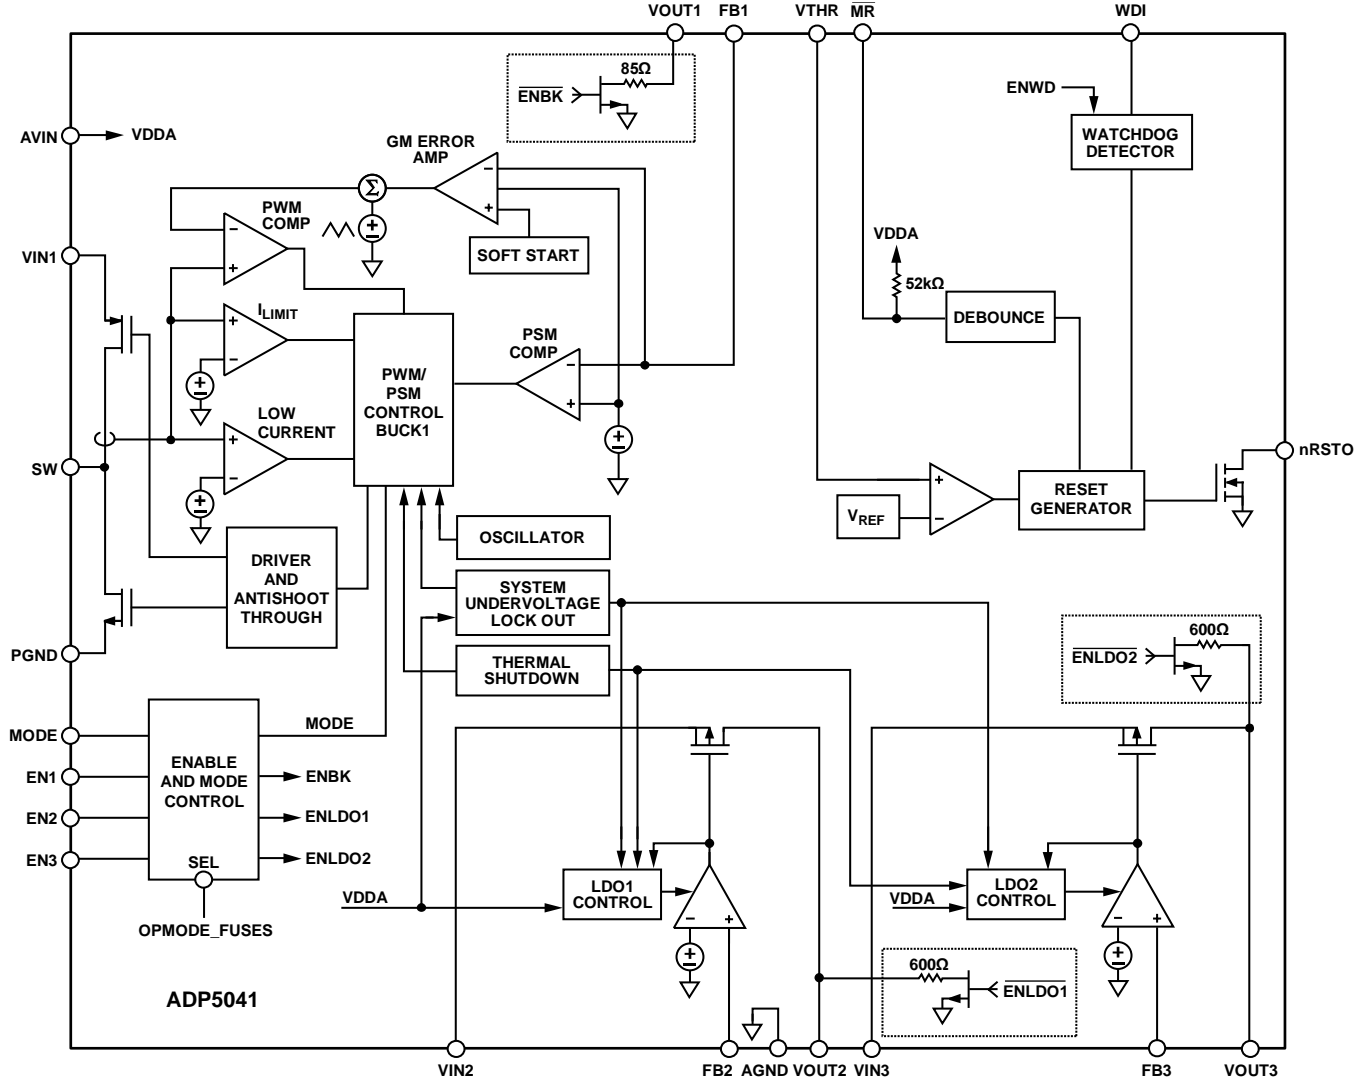 VOUT1 FB1 VTHR MR WDI
85Ω
ENBK
ENWD
AVIN
VDDA
GM ERROR
AMP
WATCHDOG
DETECTOR
Σ
PWM
COMP
−
+
−
+
+
−
SOFT START
VDDA
52kΩ
DEBOUNCE
VIN1
ILIMIT
+
−
+
−
PSM
COMP
−
+
PWM/
PSM
CONTROL
BUCK1
LOW
CURRENT
+
−
+
−
+
−
SW
nRSTO
VREF
+
−
RESET
GENERATOR
OSCILLATOR
DRIVER
AND
ANTISHOOT
THROUGH
SYSTEM
UNDERVOLTAGE
LOCK OUT
THERMAL
SHUTDOWN
PGND
600Ω
ENLDO2
MODE
EN1
EN2
EN3
ENABLE
AND MODE
CONTROL
SEL
MODE
ENBK
ENLDO1
ENLDO2
OPMODE_FUSES
VDDA
LDO1
CONTROL
−
+
+
−
VDDA
LDO2
CONTROL
−
+
+
−
600Ω
ENLDO1
ADP5041
VIN2 FB2 AGND VOUT2 VIN3 FB3 VOUT3